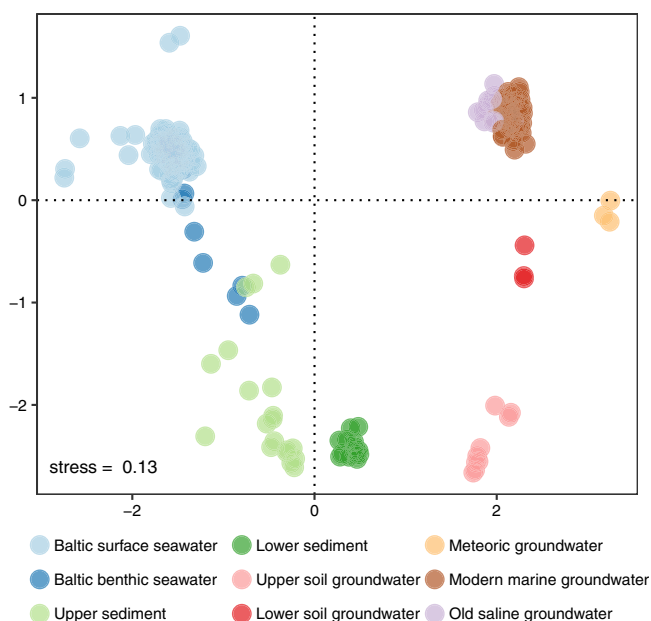 1
0
−1
−2
stress = 0.13
−2 0 2
Baltic surface seawater Lower sediment Meteoric groundwater
Baltic benthic seawater Upper soil groundwater Modern marine groundwater
Upper sediment Lower soil groundwater Old saline groundwater